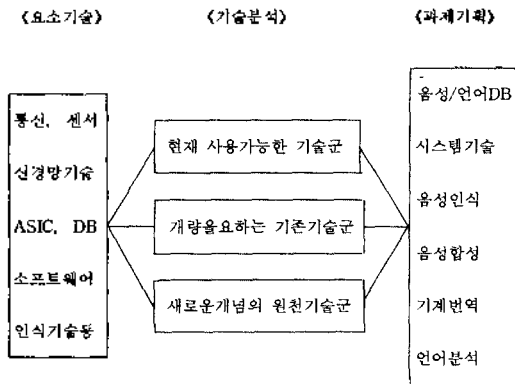 《요소기술》 《기술분석》 《과제기획》
통신, 센서
신경망기술
ASIC, DB
소프트웨어
인식기술등
현재 사용가능한 기술군
개량을요하는 기존기술군
새로운개념의 원천기술군
음성/언어DB
시스템기술
음성인식
음성합성
기계번역
언어분석